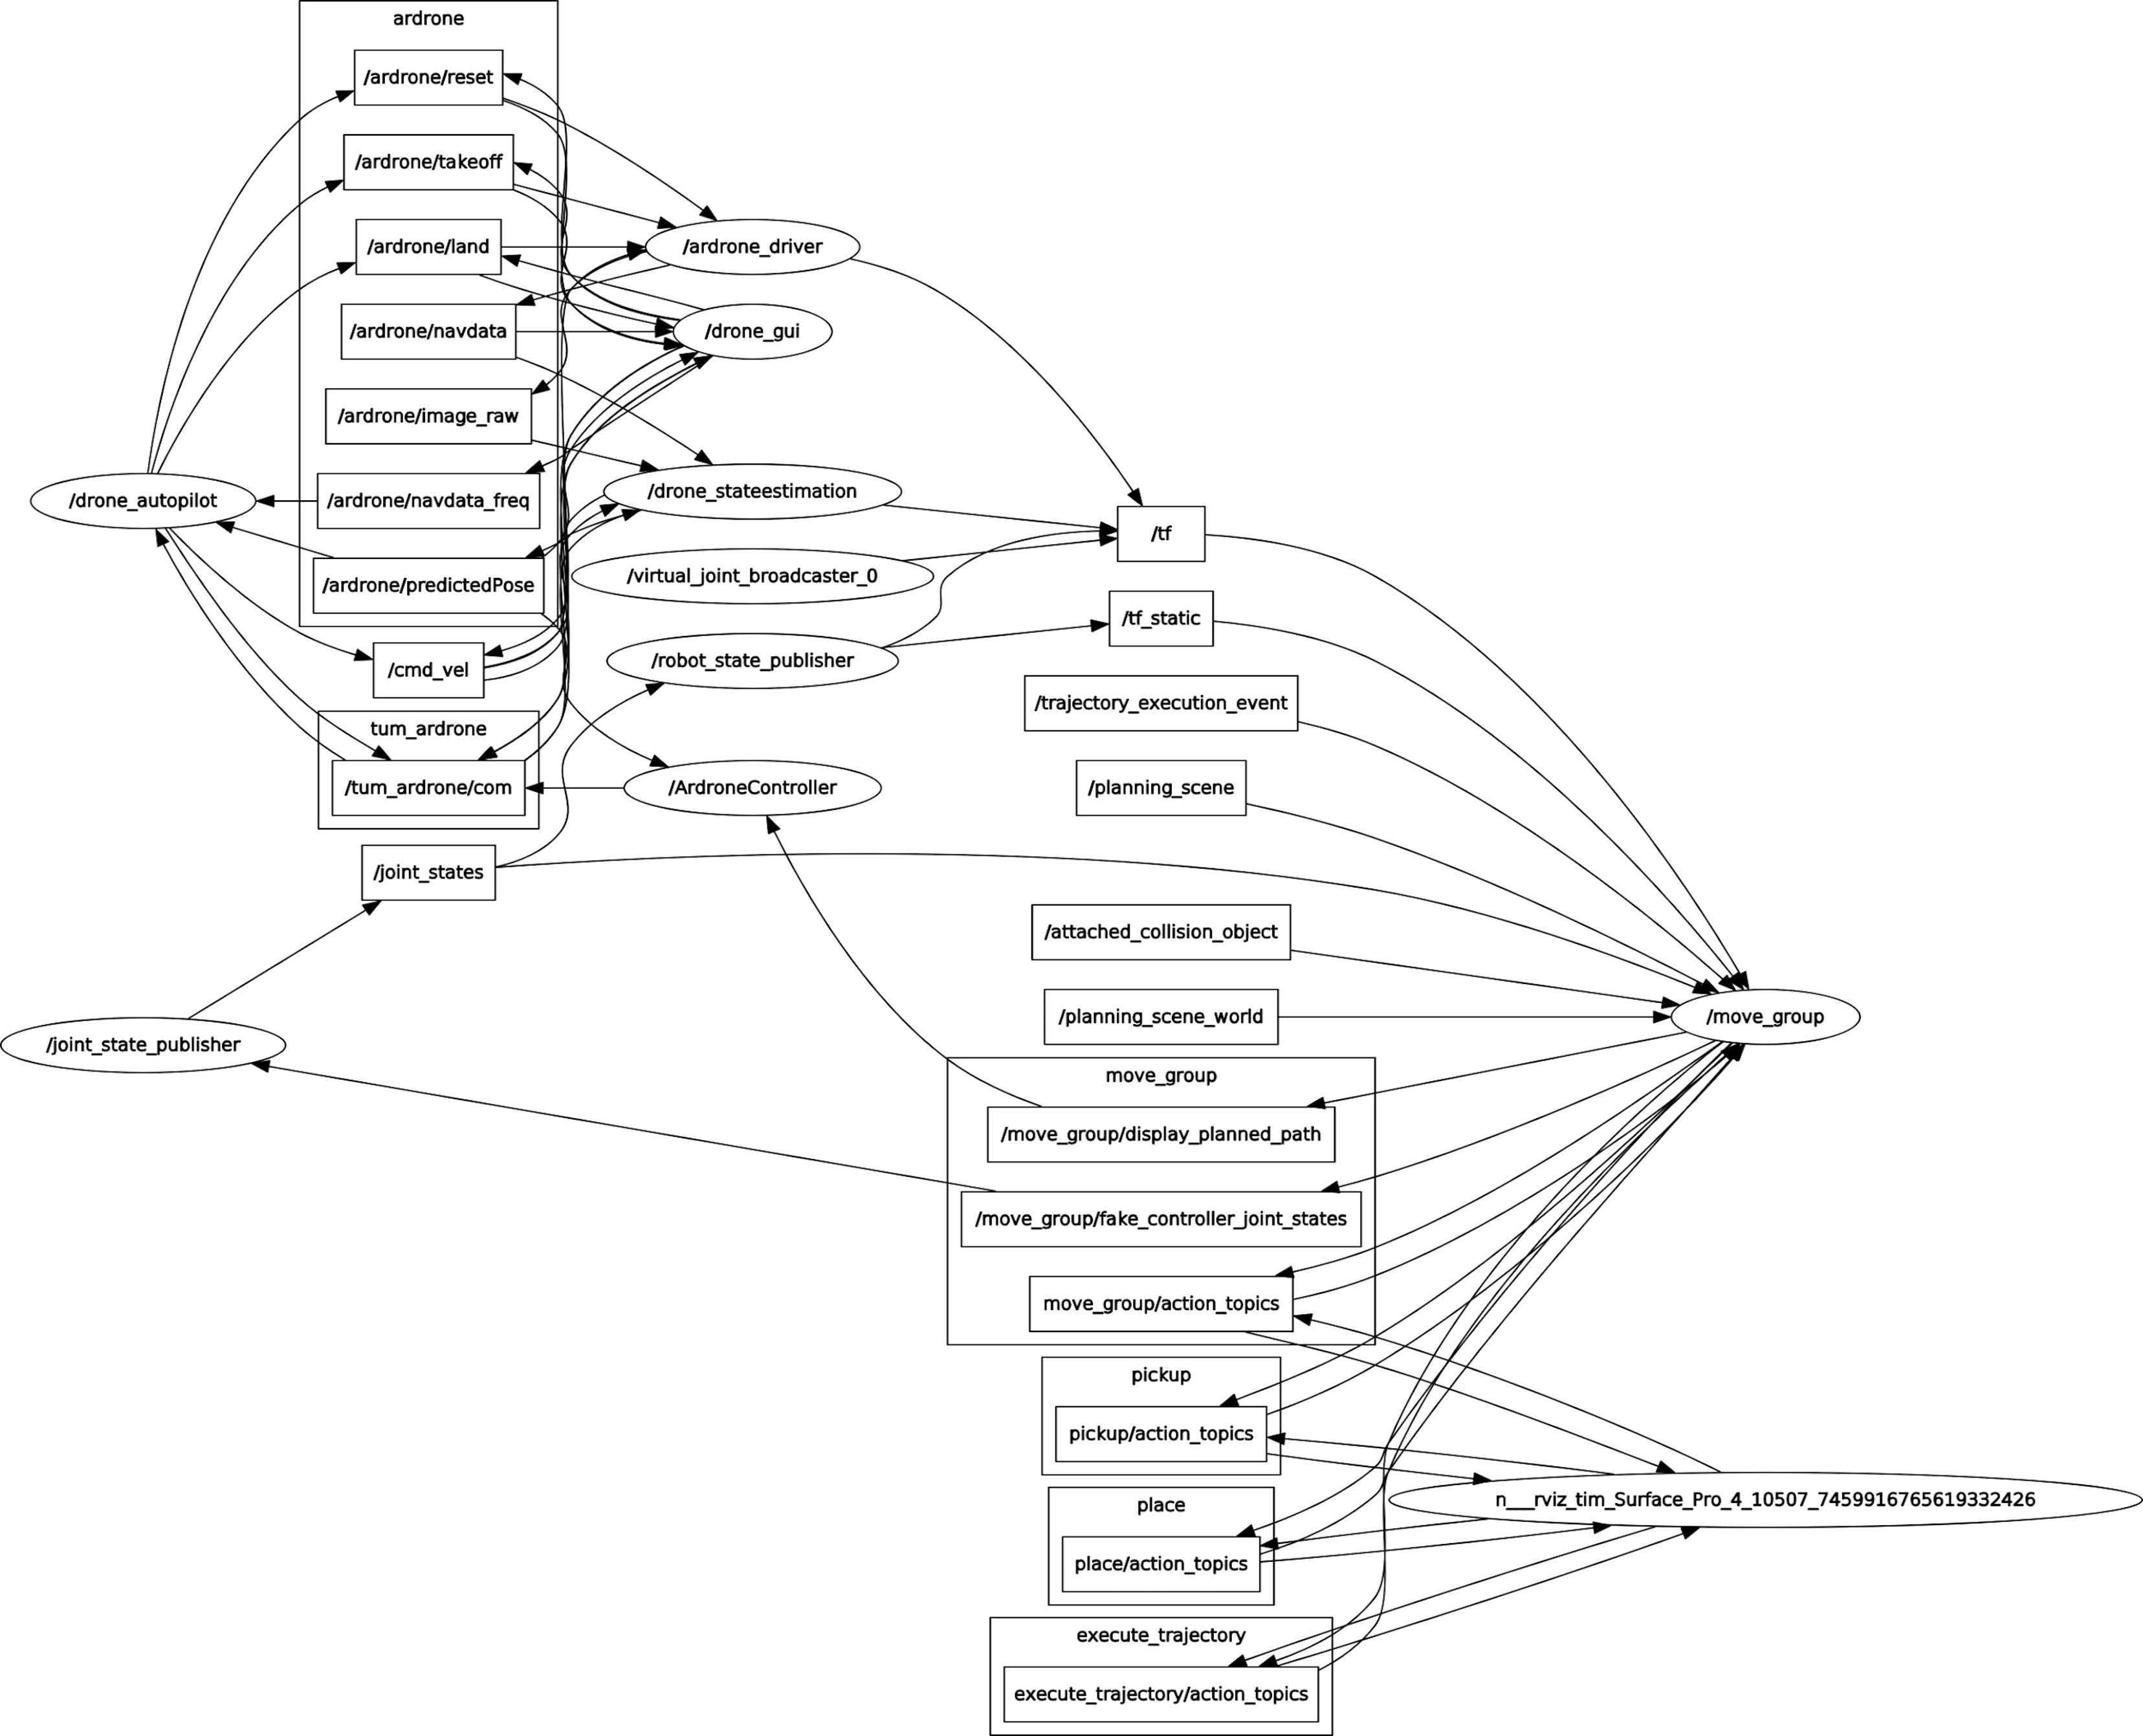 ardrone
/ardrone/reset
/ardrone/takeoff
/ardrone/land
/ardrone/navdata
/ardrone/image_raw
/ardrone/navdata_freq
/ardrone/predictedPose
/drone_autopilot
/cmd_vel
tum_ardrone
/tum_ardrone/com
/joint_states
/joint_state_publisher
/ardrone_driver
/drone_gui
/drone_stateestimation
/virtual_joint_broadcaster_0
/robot_state_publisher
/ArdroneController
/tf
/tf_static
/trajectory_execution_event
/planning_scene
/attached_collision_object
/planning_scene_world
move_group
/move_group/display_planned_path
/move_group/fake_controller_joint_states
move_group/action_topics
pickup
pickup/action_topics
place
place/action_topics
execute_trajectory
execute_trajectory/action_topics
/move_group
n___rviz_tim_Surface_Pro_4_10507_7459916765619332426